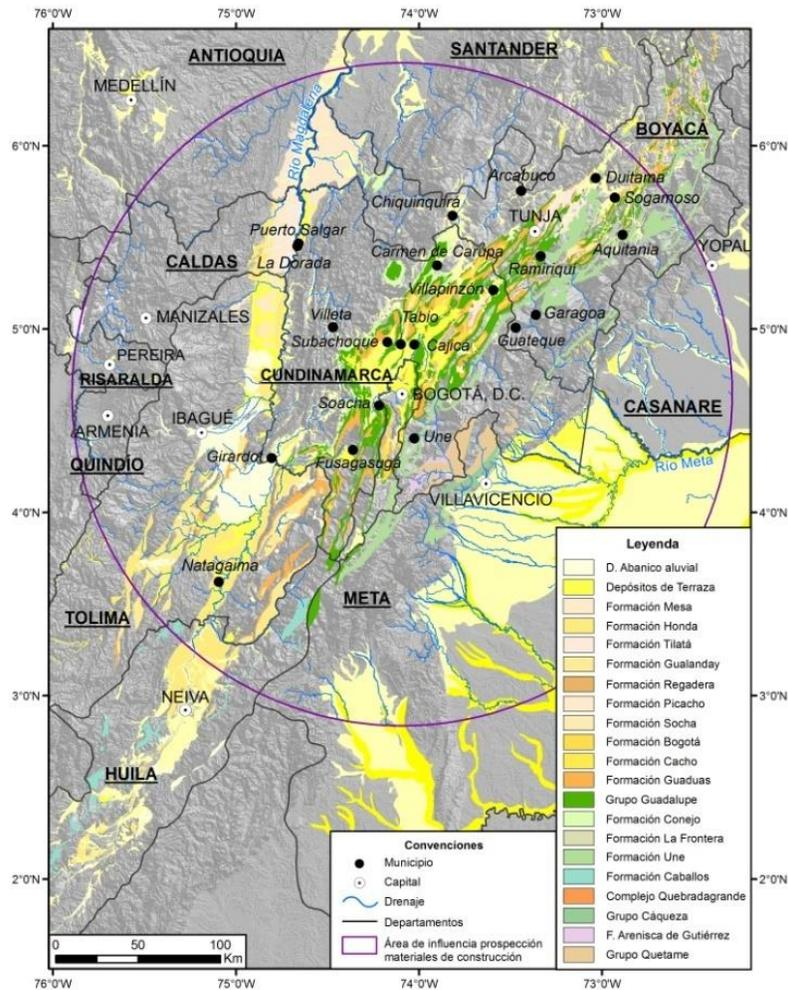 76°0'W 75°0'W 74°0'W 73°0'W
ANTIOQUIA
SANTANDER
MEDELLÍN
Río Magdalena
6°0'N 6°0'N
BOYACÁ
Arcabuco
Duitama
Chiquinquirá
Sogamoso
TUNJA
Puerto Salgar
Carmen de Carupa
Aquitania
YOPAL
CALDAS
La Dorada
Ramiriquí
Villapinzón
MANIZALES
Villeta
Tabio
Garagoa
5°0'N 5°0'N
Subachoque
Cajicá
Guateque
PEREIRA
RISARALDA
CUNDINAMARCA
BOGOTÁ, D.C.
Soacha
CASANARE
ARMENIA
IBAGUÉ
Une
QUINDÍO
Girardot
Fusagasugá
Río Meta
VILLAVICENCIO
4°0'N 4°0'N
Natagaima
META
TOLIMA
3°0'N 3°0'N
NEIVA
HUILA
2°0'N 2°0'N
Leyenda
D. Abanico aluvial
Depósitos de Terraza
Formación Mesa
Formación Honda
Formación Tilatá
Formación Gualanday
Formación Regadera
Formación Picacho
Formación Socha
Formación Bogotá
Formación Cacho
Formación Guaduas
Grupo Guadalupe
Formación Conejo
Formación La Frontera
Formación Une
Formación Caballos
Complejo Quebradagrande
Grupo Cáqueza
F. Arenisca de Gutiérrez
Grupo Quetame
Convenciones
Municipio
Capital
Drenaje
Departamentos
Área de influencia prospección
materiales de construcción
0 50 100
Km
76°0'W 75°0'W 74°0'W 73°0'W